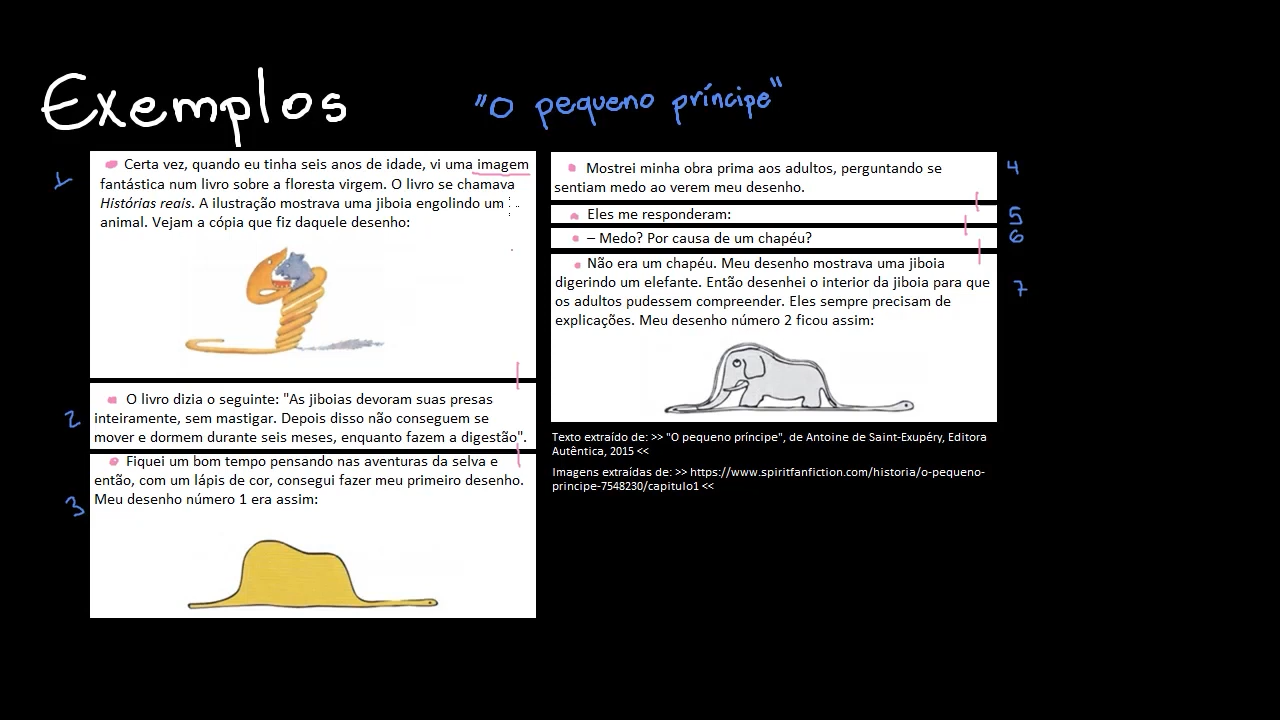 Exemplos
"O pequeno príncipe"
1
Certa vez, quando eu tinha seis anos de idade, vi uma imagem
fantástica num livro sobre a floresta virgem. O livro se chamava
Histórias reais. A ilustração mostrava uma jiboia engolindo um
animal. Vejam a cópia que fiz daquele desenho:
2
O livro dizia o seguinte: "As jiboias devoram suas presas
inteiramente, sem mastigar. Depois disso não conseguem se
mover e dormem durante seis meses, enquanto fazem a digestão".
3
Fiquei um bom tempo pensando nas aventuras da selva e
então, com um lápis de cor, consegui fazer meu primeiro desenho.
Meu desenho número 1 era assim:
4
Mostrei minha obra prima aos adultos, perguntando se
sentiam medo ao verem meu desenho.
5
Eles me responderam:
6
– Medo? Por causa de um chapéu?
7
Não era um chapéu. Meu desenho mostrava uma jiboia
digerindo um elefante. Então desenhei o interior da jiboia para que
os adultos pudessem compreender. Eles sempre precisam de
explicações. Meu desenho número 2 ficou assim:
Texto extraído de: >> "O pequeno príncipe", de Antoine de Saint-Exupéry, Editora
Autêntica, 2015 <<
Imagens extraídas de: >> https://www.spiritfanfiction.com/historia/o-pequeno-
principe-7548230/capitulo1 <<